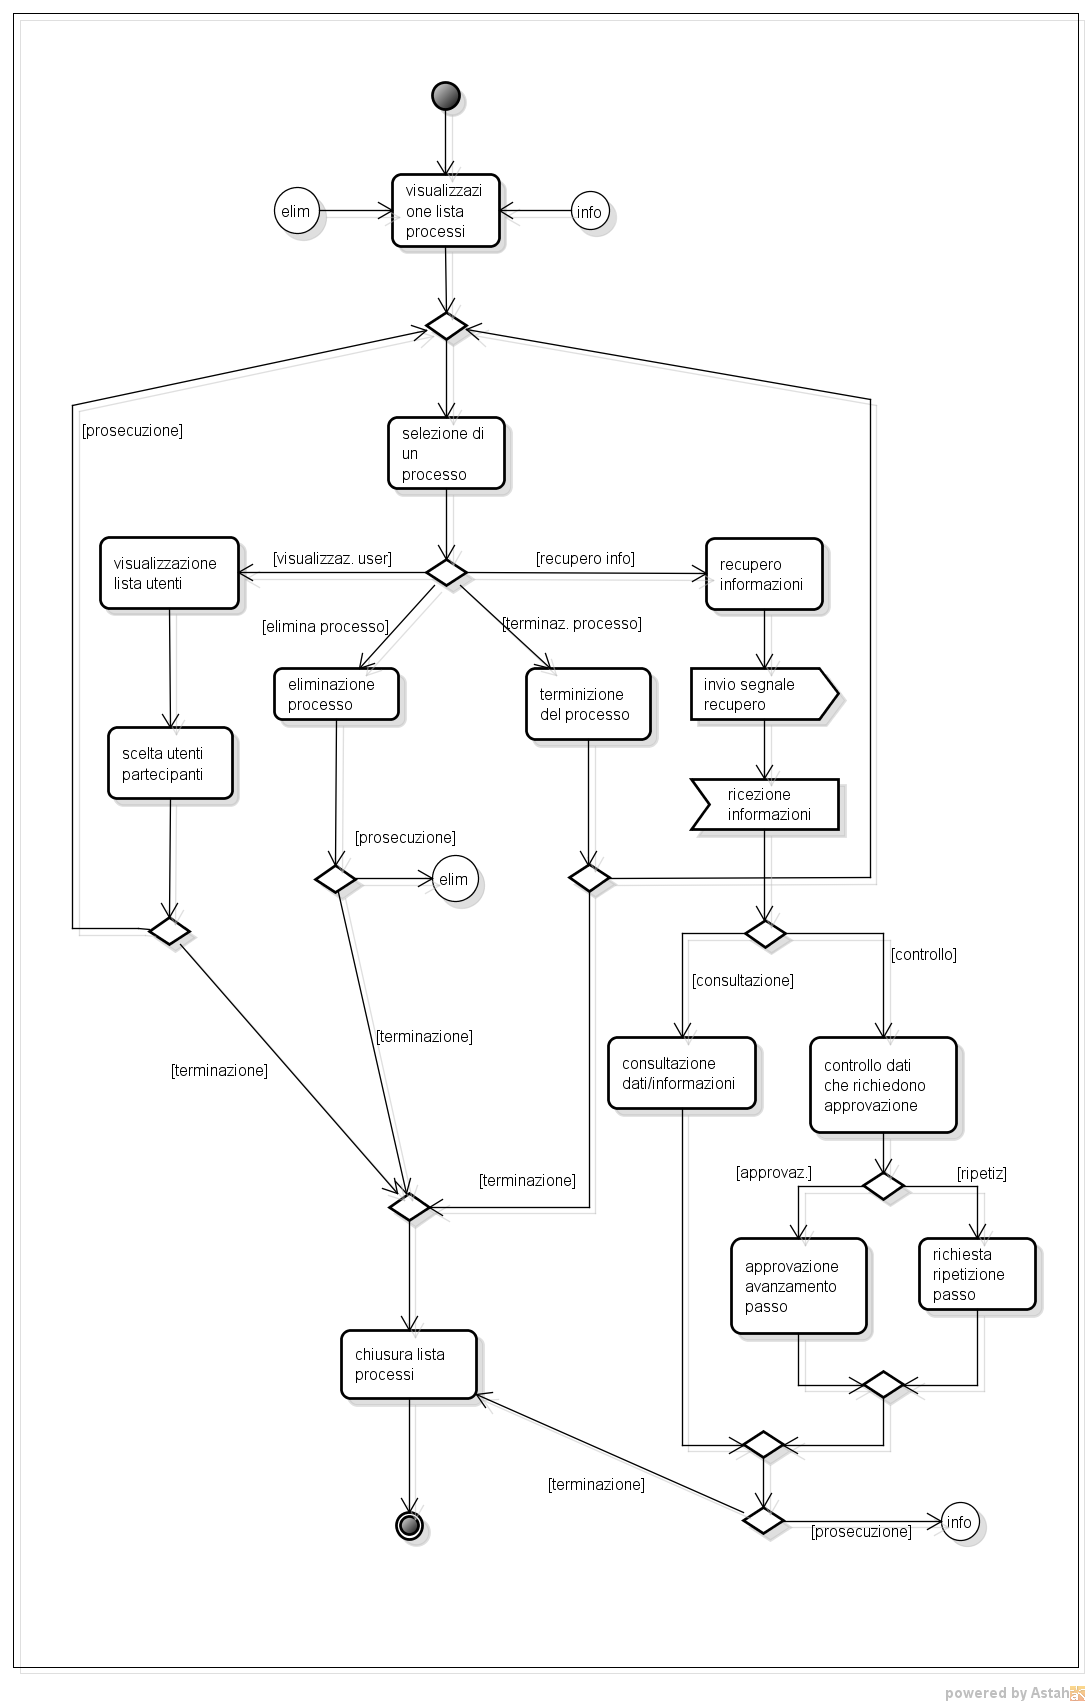 visualizzazi
one lista
processi
elim
info
[prosecuzione]
selezione di
un
processo
[visualizzaz. user]
[recupero info]
visualizzazione
lista utenti
recupero
informazioni
[elimina processo]
[terminaz. processo]
eliminazione
processo
terminizione
del processo
invio segnale
recupero
scelta utenti
partecipanti
ricezione
informazioni
[prosecuzione]
elim
[controllo]
[consultazione]
[terminazione]
[terminazione]
consultazione
dati/informazioni
controllo dati
che richiedono
approvazione
[terminazione]
[approvaz.]
[ripetiz]
approvazione
avanzamento
passo
richiesta
ripetizione
passo
chiusura lista
processi
[terminazione]
[prosecuzione]
info
powered by Astah